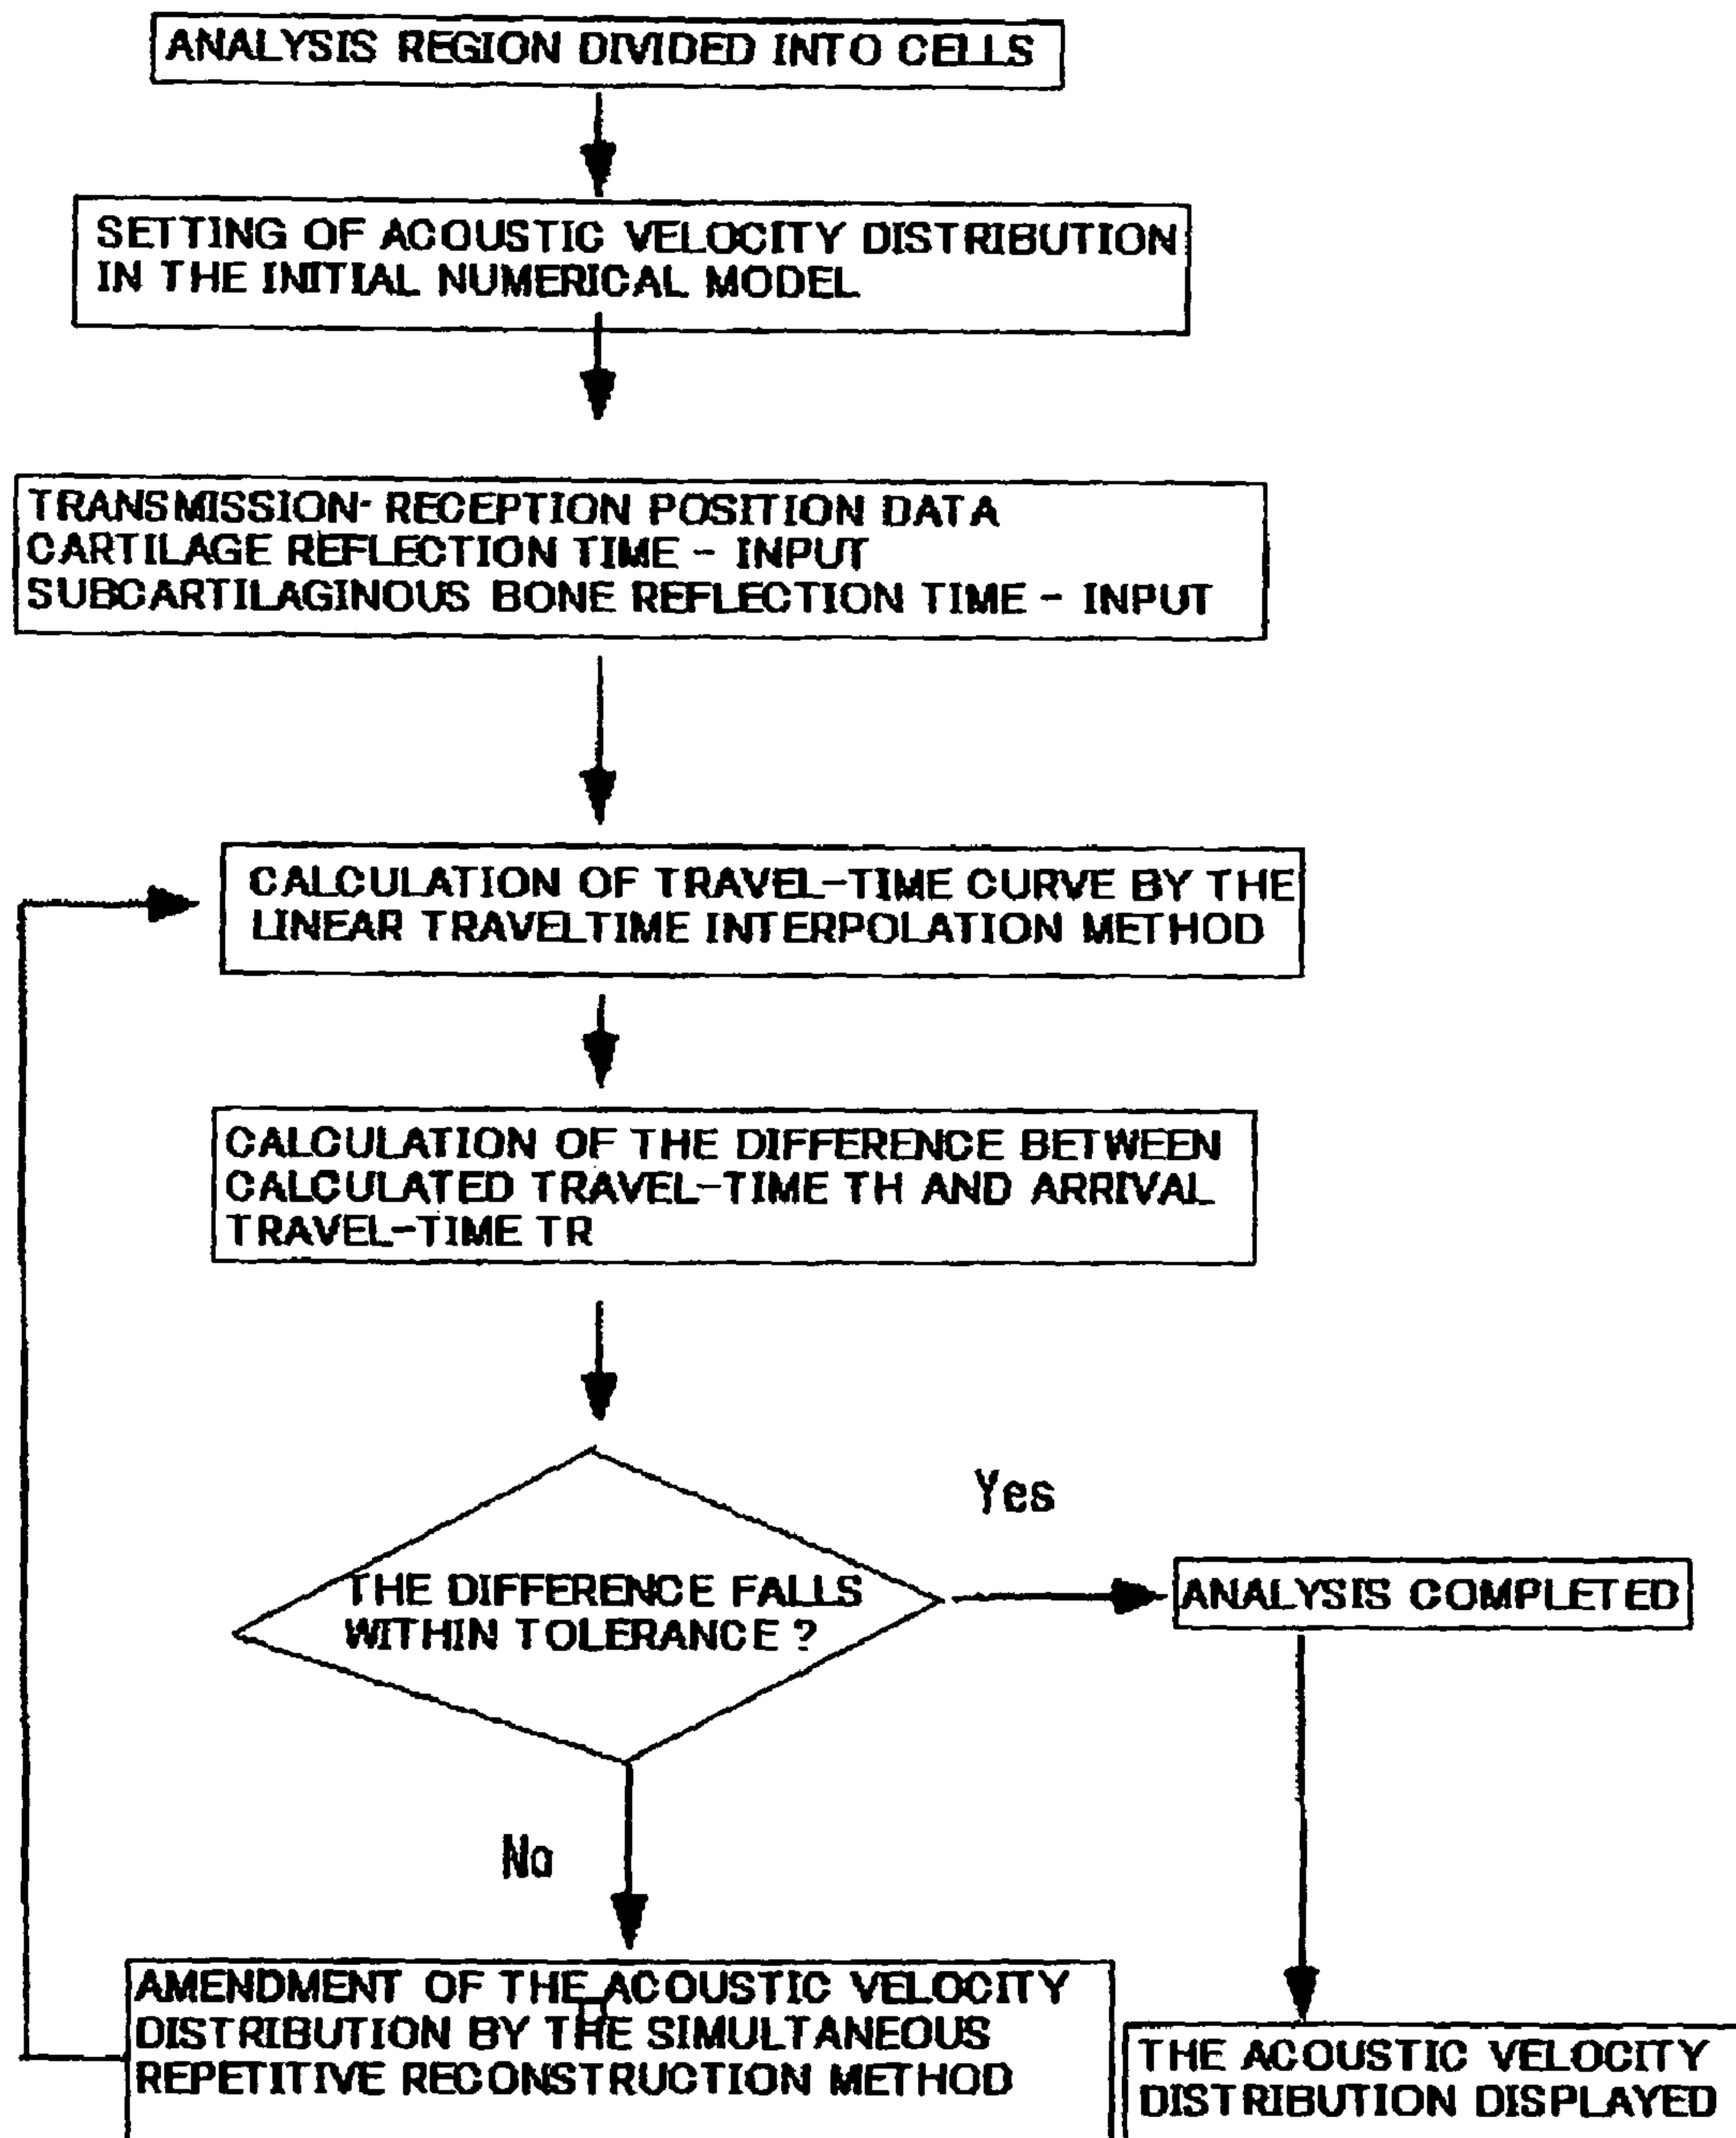 ANALYSIS REGION DIVIDED INTO CELLS
SETTING OF ACOUSTIC VELOCITY DISTRIBUTION
IN THE INITIAL NUMERICAL MODEL
TRANSMISSION- RECEPTION POSITION DATA
CARTILAGE REFLECTION TIME - INPUT
SUBCARTILAGINOUS BONE REFLECTION TIME - INPUT
CALCULATION OF TRAVEL-TIME CURVE BY THE
LINEAR TRAVELTIME INTERPOLATION METHOD
CALCULATION OF THE DIFFERENCE BETWEEN
CALCULATED TRAVEL-TIME TH AND ARRIVAL
TRAVEL-TIME TR
THE DIFFERENCE FALLS
WITHIN TOLERANCE ?
Yes
ANALYSIS COMPLETED
No
AMENDMENT OF THE ACOUSTIC VELOCITY
DISTRIBUTION BY THE SIMULTANEOUS
REPETITIVE RECONSTRUCTION METHOD
THE ACOUSTIC VELOCITY
DISTRIBUTION DISPLAYED